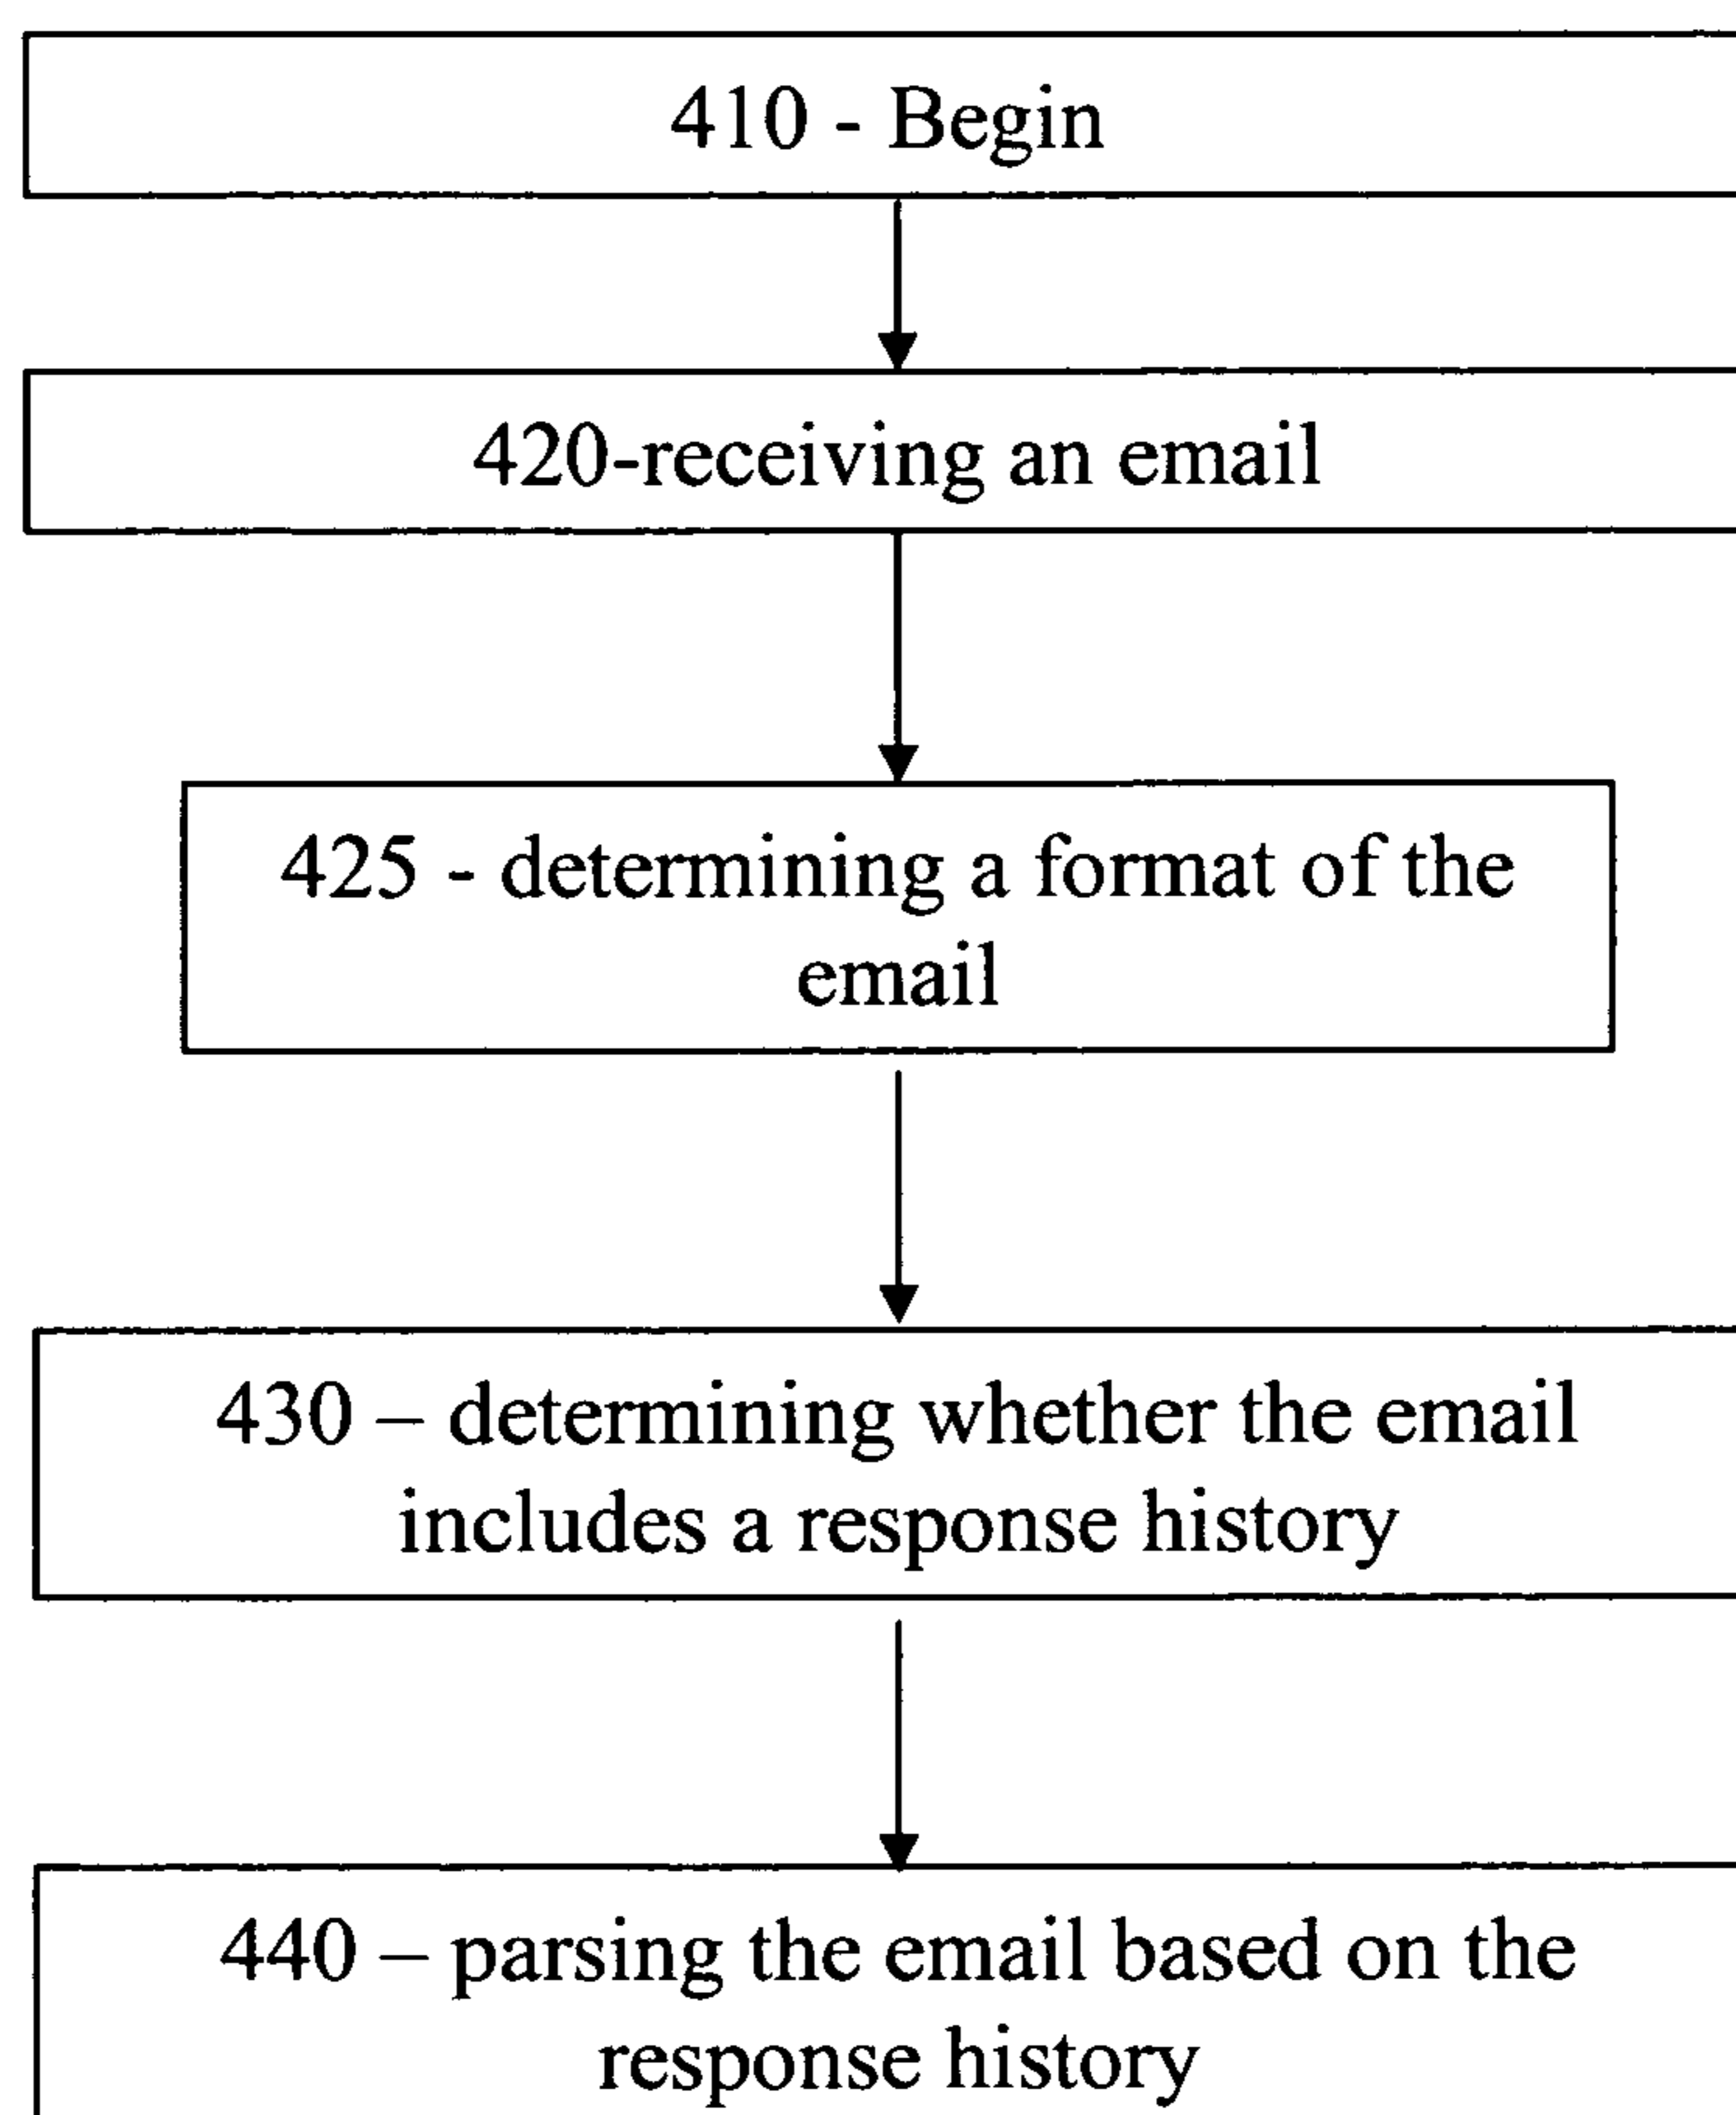 410 - Begin
420-receiving an email
425 - determining a format of the
email
430 – determining whether the email
includes a response history
440 – parsing the email based on the
response history